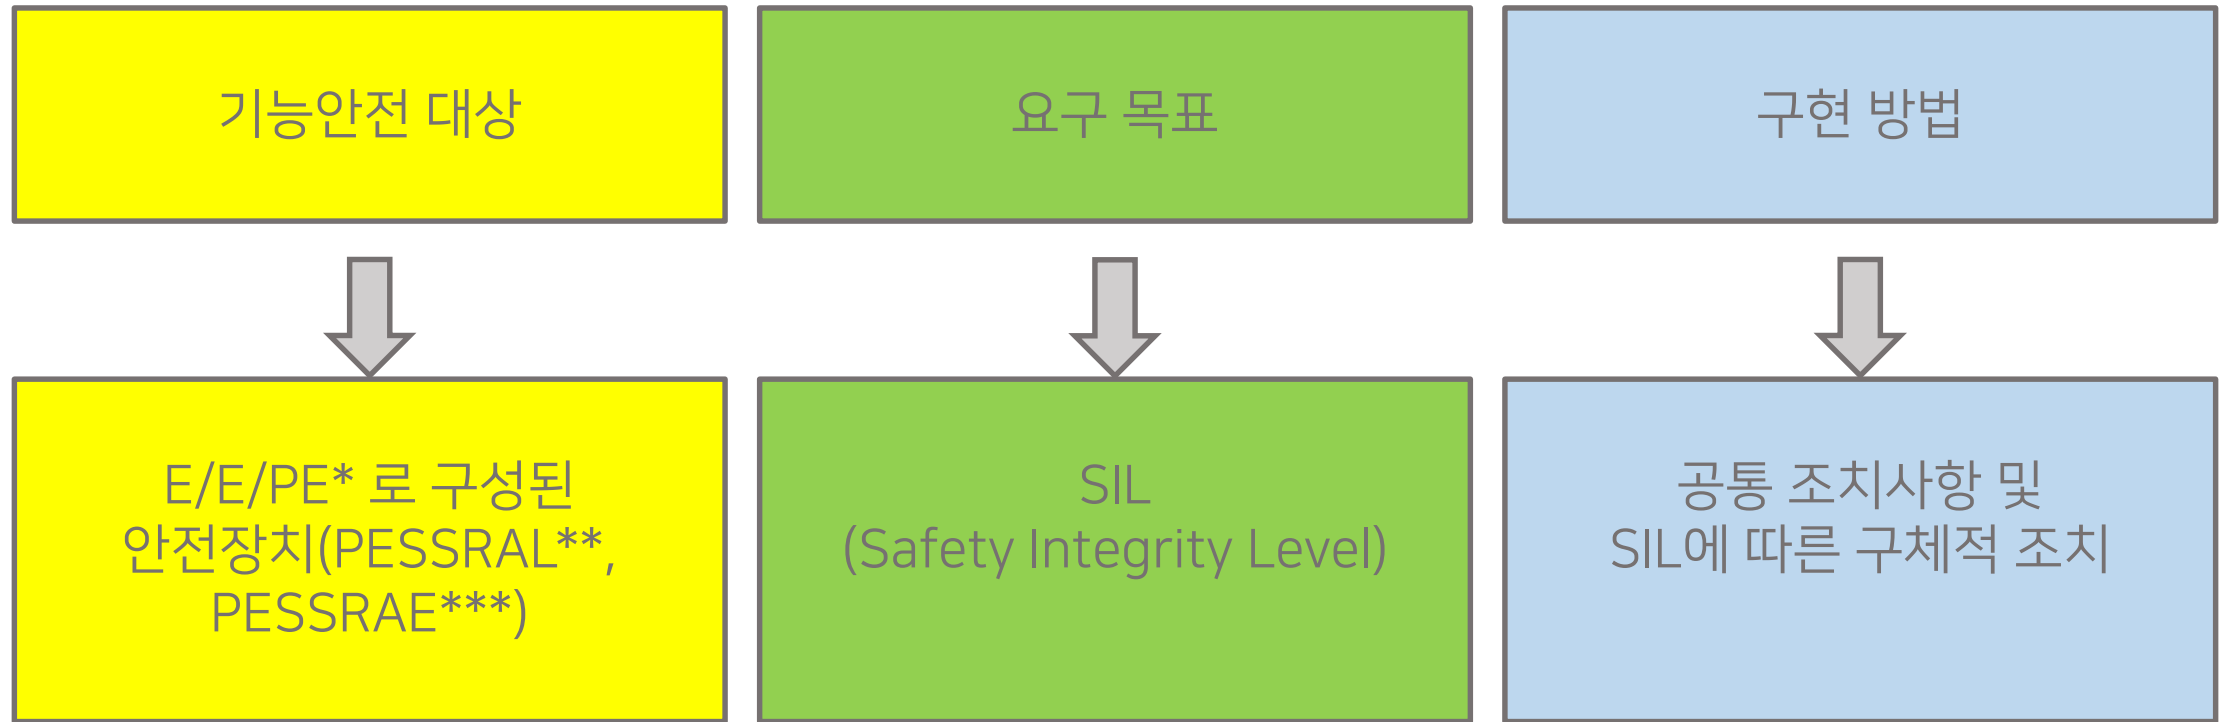 기능안전 대상
요구 목표
구현 방법
E/E/PE* 로 구성된
안전장치(PESSRAL**,
PESSRAE***)
SIL
(Safety Integrity Level)
공통 조치사항 및
SIL에 따른 구체적 조치